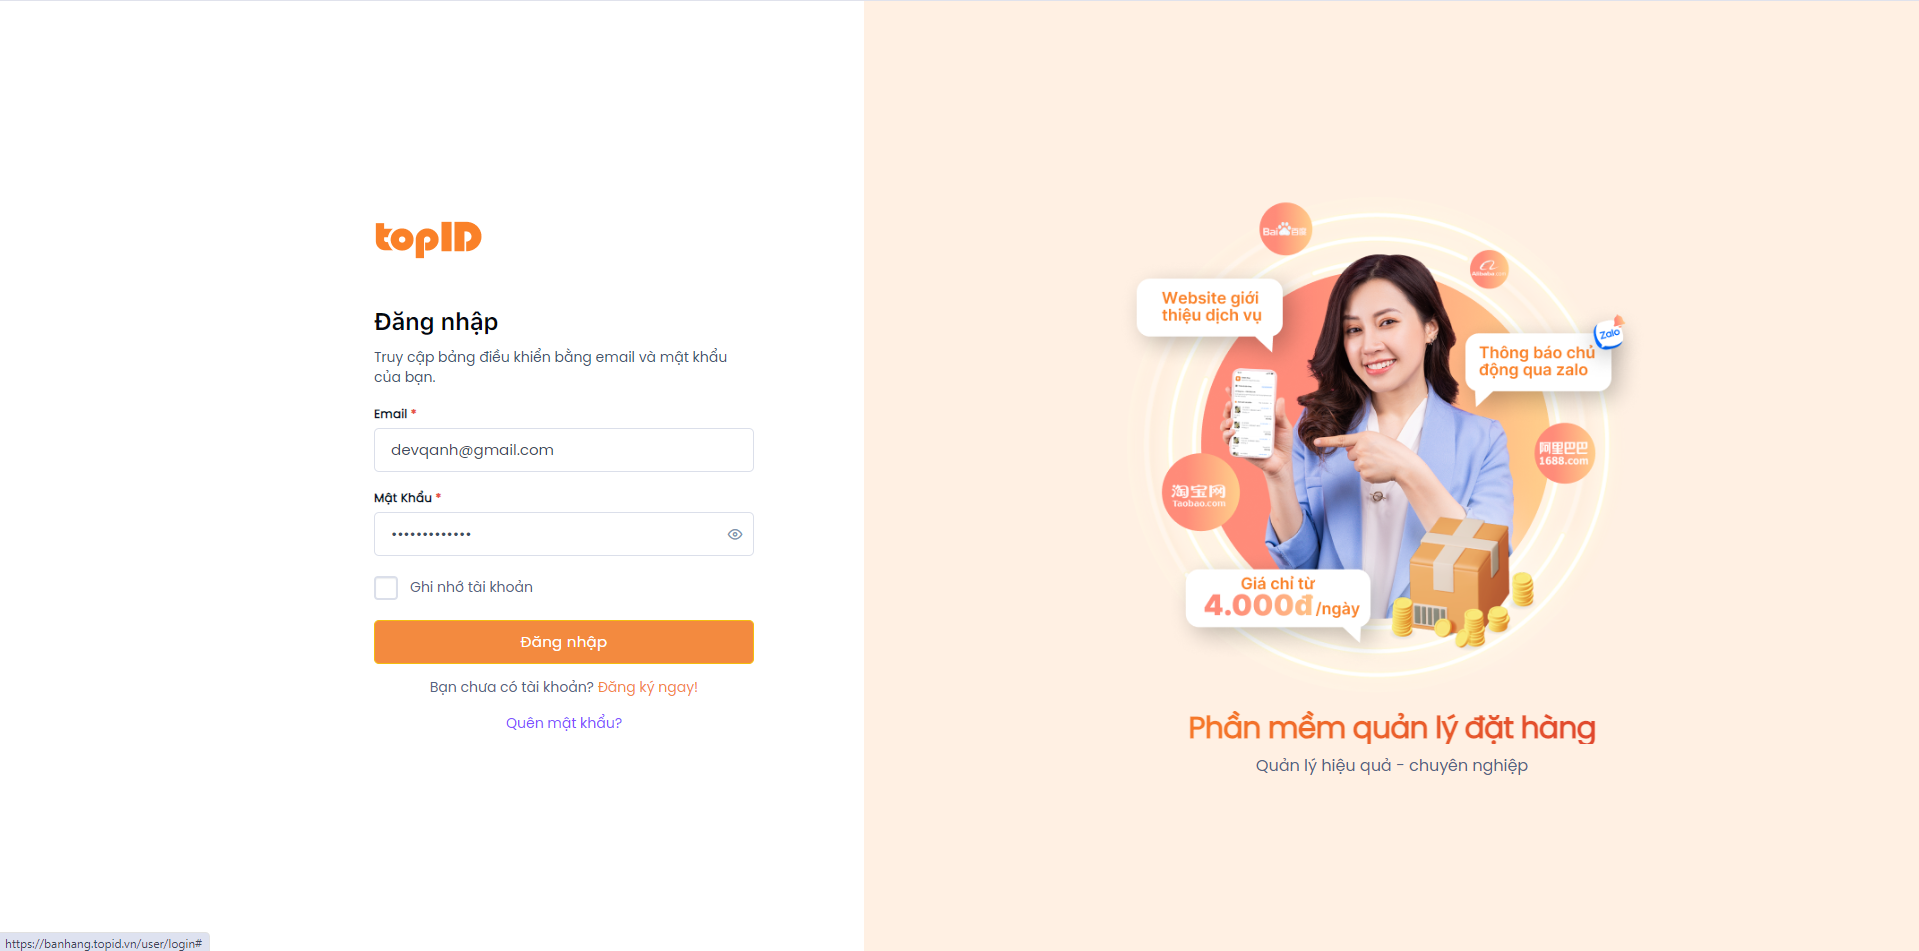 topID
Đăng nhập
Truy cập bảng điều khiển bằng email và mật khẩu
của bạn.
Email *
devqanh@gmail.com
Mật Khẩu *
•••••••••••••
Ghi nhớ tài khoản
Đăng nhập
Bạn chưa có tài khoản? Đăng ký ngay!
Quên mật khẩu?
https://banhang.topid.vn/user/login#
Bai百度
Alibaba.com
Website giới
thiệu dịch vụ
Zalo
Thông báo chủ
động qua zalo
阿里巴巴
1688.com
淘宝网
Taobao.com
Giá chỉ từ
4.000đ/ngày
Phần mềm quản lý đặt hàng
Quản lý hiệu quả - chuyên nghiệp